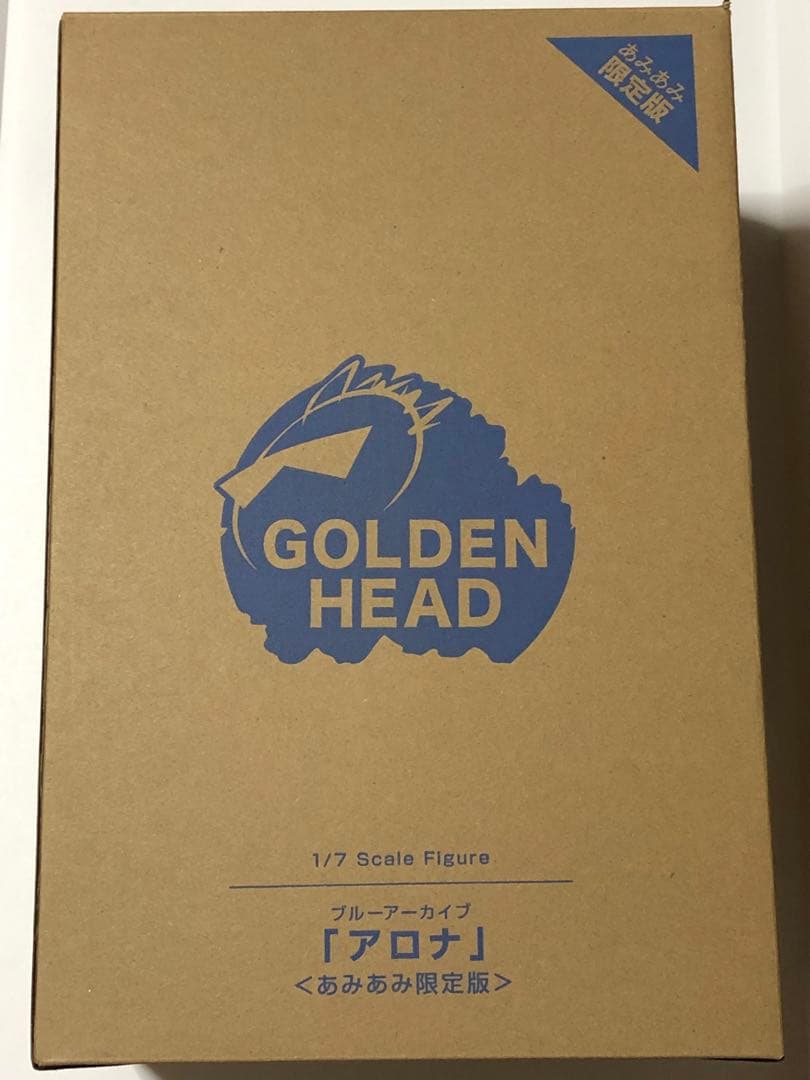 あみあみ
限定版
GOLDEN
HEAD
1/7 Scale Figure
ブルーアーカイブ
「アロナ」
＜あみあみ限定版＞